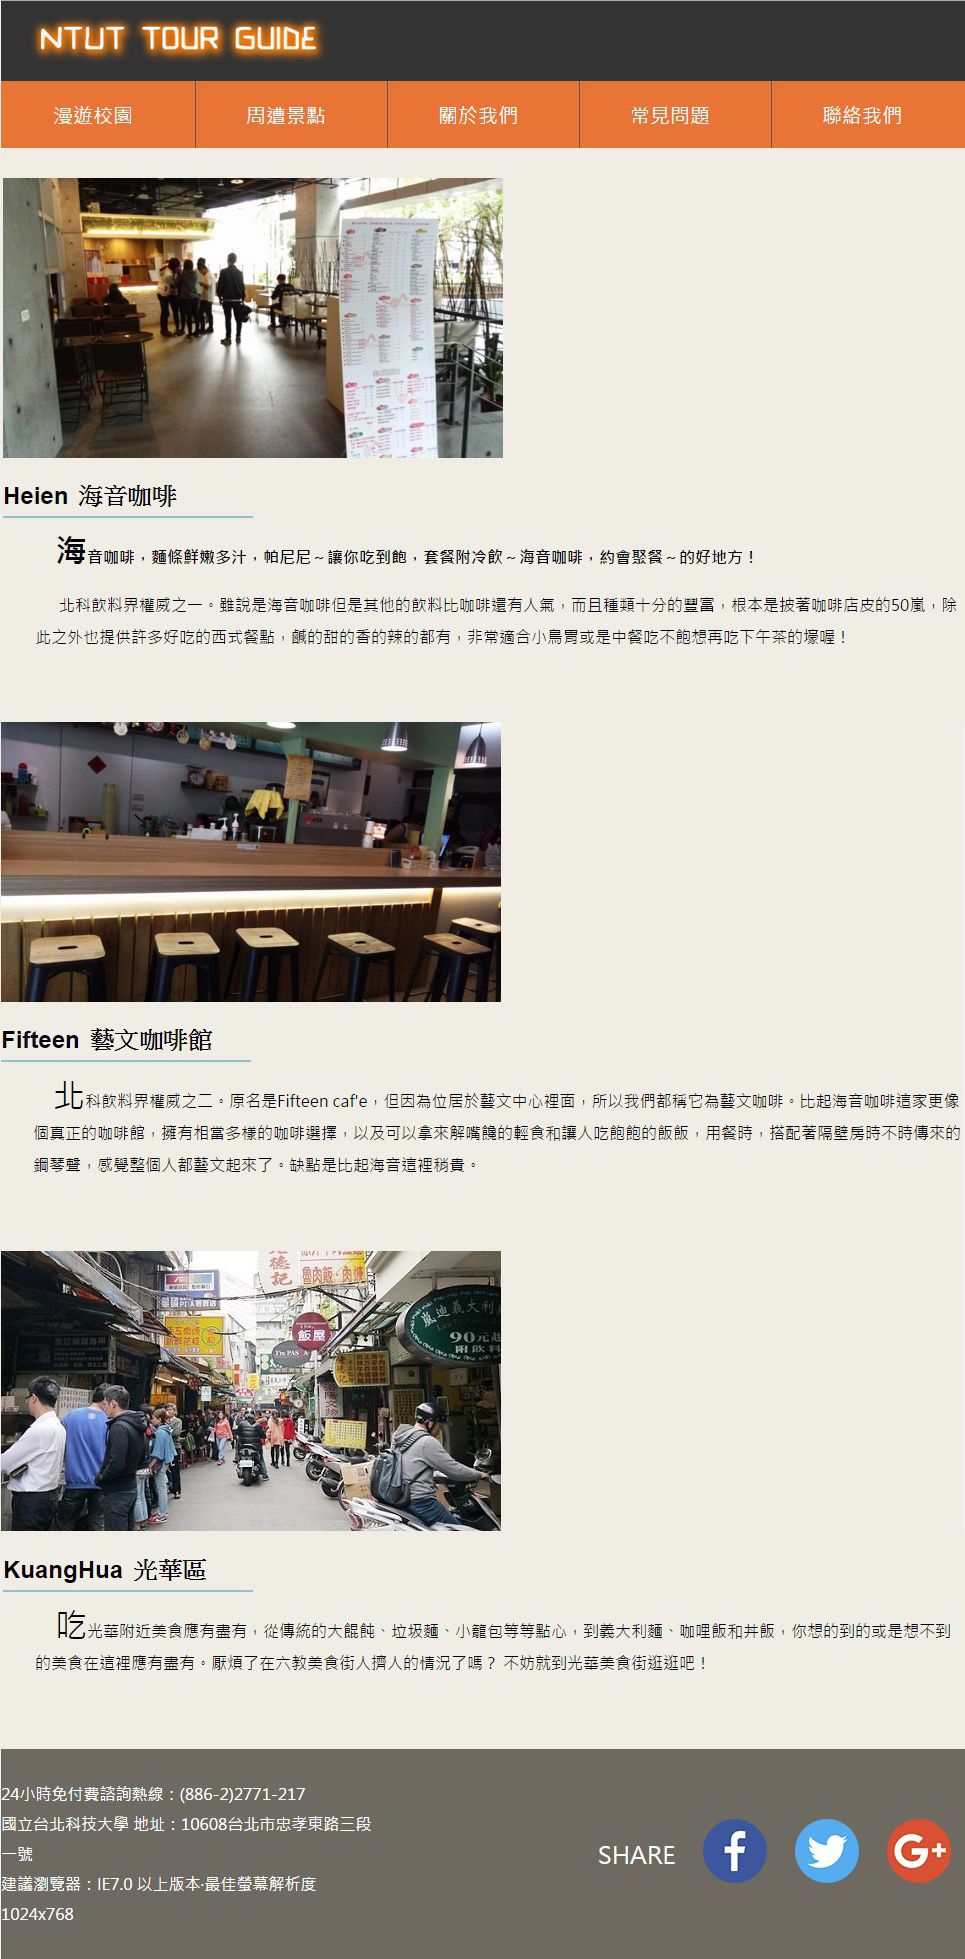 NTUT TOUR GUIDE
漫遊校園
周遭景點
關於我們
常見問題
聯絡我們
Heien 海音咖啡
海音咖啡，麵條鮮嫩多汁，帕尼尼～讓你吃到飽，套餐附冷飲～海音咖啡，約會聚餐～的好地方！
北科飲料界權威之一。雖說是海音咖啡但是其他的飲料比咖啡還有人氣，而且種類十分的豐富，根本是披著咖啡店皮的50嵐，除
此之外也提供許多好吃的西式餐點，鹹的甜的香的辣的都有，非常適合小鳥胃或是中餐吃不飽想再吃下午茶的壕喔！
Fifteen 藝文咖啡館
北科飲料界權威之二。原名是Fifteen caf'e，但因為位居於藝文中心裡面，所以我們都稱它為藝文咖啡。比起海音咖啡這家更像
個真正的咖啡館，擁有相當多樣的咖啡選擇，以及可以拿來解嘴饞的輕食和讓人吃飽飽的飯飯，用餐時，搭配著隔壁房時不時傳來的
鋼琴聲，感覺整個人都藝文起來了。缺點是比起海音這裡稍貴。
德記
魯肉飯
飯屋
I'm PAS
嵐迪義大利
90元起
附飲料
KuangHua 光華區
吃光華附近美食應有盡有，從傳統的大餛飩、垃圾麵、小籠包等等點心，到義大利麵、咖哩飯和丼飯，你想的到的或是想不到
的美食在這裡應有盡有。厭煩了在六教美食街人擠人的情況了嗎？ 不妨就到光華美食街逛逛吧！
24小時免付費諮詢熱線：(886-2)2771-217
國立台北科技大學 地址：10608台北市忠孝東路三段
一號
建議瀏覽器：IE7.0 以上版本‧最佳螢幕解析度
1024x768
SHARE
f
G+